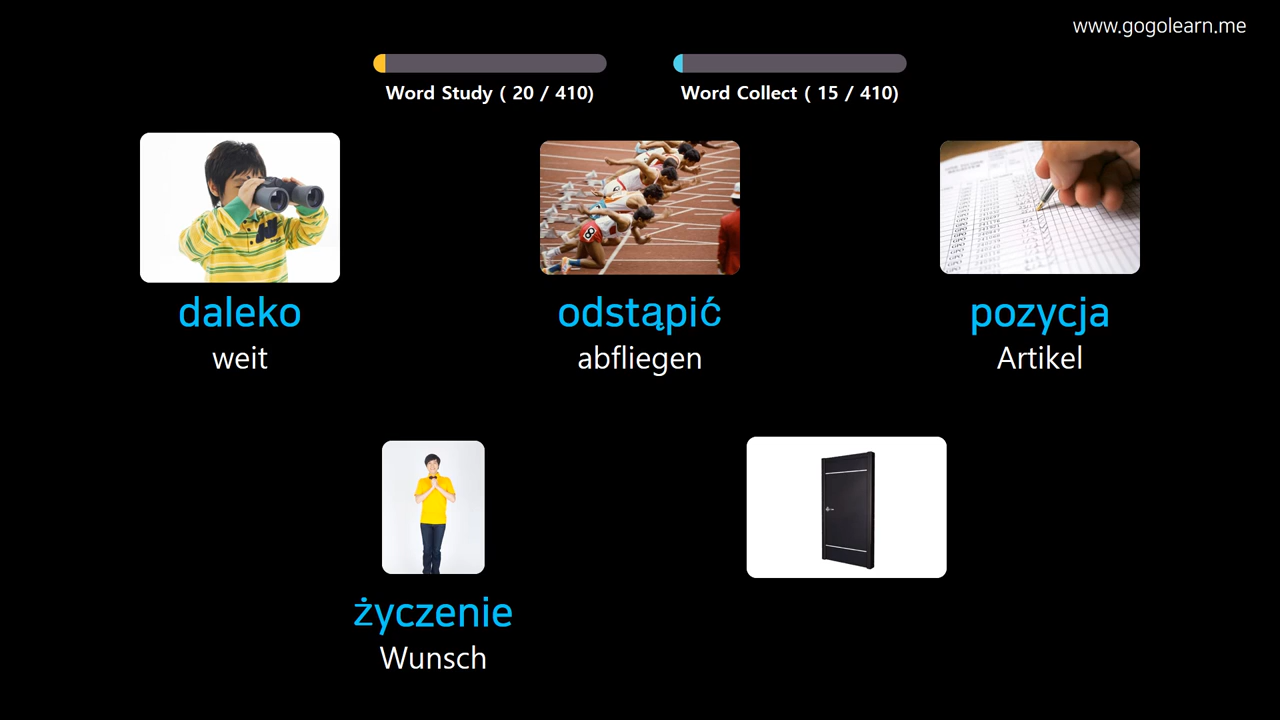 www.gogolearn.me
Word Study ( 20 / 410)
Word Collect ( 15 / 410)
daleko
weit
odstąpić
abfliegen
pozycja
Artikel
życzenie
Wunsch